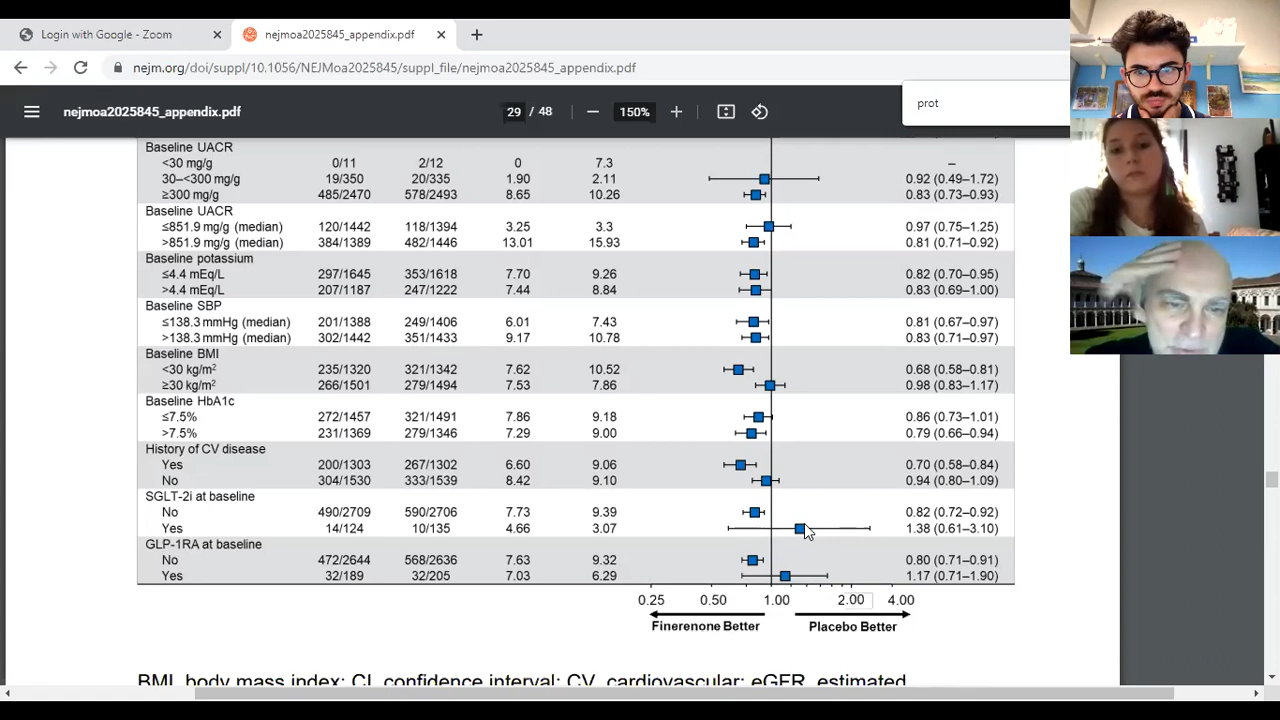 Login with Google - Zoom
nejmoa2025845_appendix.pdf
nejm.org/doi/suppl/10.1056/NEJMoa2025845/suppl_file/nejmoa2025845_appendix.pdf
nejmoa2025845_appendix.pdf 29 / 48 150%
prot
Baseline UACR
<30 mg/g 0/11 2/12 0 7.3 –
30–<300 mg/g 19/350 20/335 1.90 2.11 0.92 (0.49–1.72)
≥300 mg/g 485/2470 578/2493 8.65 10.26 0.83 (0.73–0.93)
Baseline UACR
≤851.9 mg/g (median) 120/1442 118/1394 3.25 3.3 0.97 (0.75–1.25)
>851.9 mg/g (median) 384/1389 482/1446 13.01 15.93 0.81 (0.71–0.92)
Baseline potassium
≤4.4 mEq/L 297/1645 353/1618 7.70 9.26 0.82 (0.70–0.95)
>4.4 mEq/L 207/1187 247/1222 7.44 8.84 0.83 (0.69–1.00)
Baseline SBP
≤138.3 mmHg (median) 201/1388 249/1406 6.01 7.43 0.81 (0.67–0.97)
>138.3 mmHg (median) 302/1442 351/1433 9.17 10.78 0.83 (0.71–0.97)
Baseline BMI
<30 kg/m² 235/1320 321/1342 7.62 10.52 0.68 (0.58–0.81)
≥30 kg/m² 266/1501 279/1494 7.53 7.86 0.98 (0.83–1.17)
Baseline HbA1c
≤7.5% 272/1457 321/1491 7.86 9.18 0.86 (0.73–1.01)
>7.5% 231/1369 279/1346 7.29 9.00 0.79 (0.66–0.94)
History of CV disease
Yes 200/1303 267/1302 6.60 9.06 0.70 (0.58–0.84)
No 304/1530 333/1539 8.42 9.10 0.94 (0.80–1.09)
SGLT-2i at baseline
No 490/2709 590/2706 7.73 9.39 0.82 (0.72–0.92)
Yes 14/124 10/135 4.66 3.07 1.38 (0.61–3.10)
GLP-1RA at baseline
No 472/2644 568/2636 7.63 9.32 0.80 (0.71–0.91)
Yes 32/189 32/205 7.03 6.29 1.17 (0.71–1.90)
0.25 0.50 1.00 2.00 4.00
Finerenone Better Placebo Better
BMI, body mass index; CI, confidence interval; CV, cardiovascular; eGFR, estimated